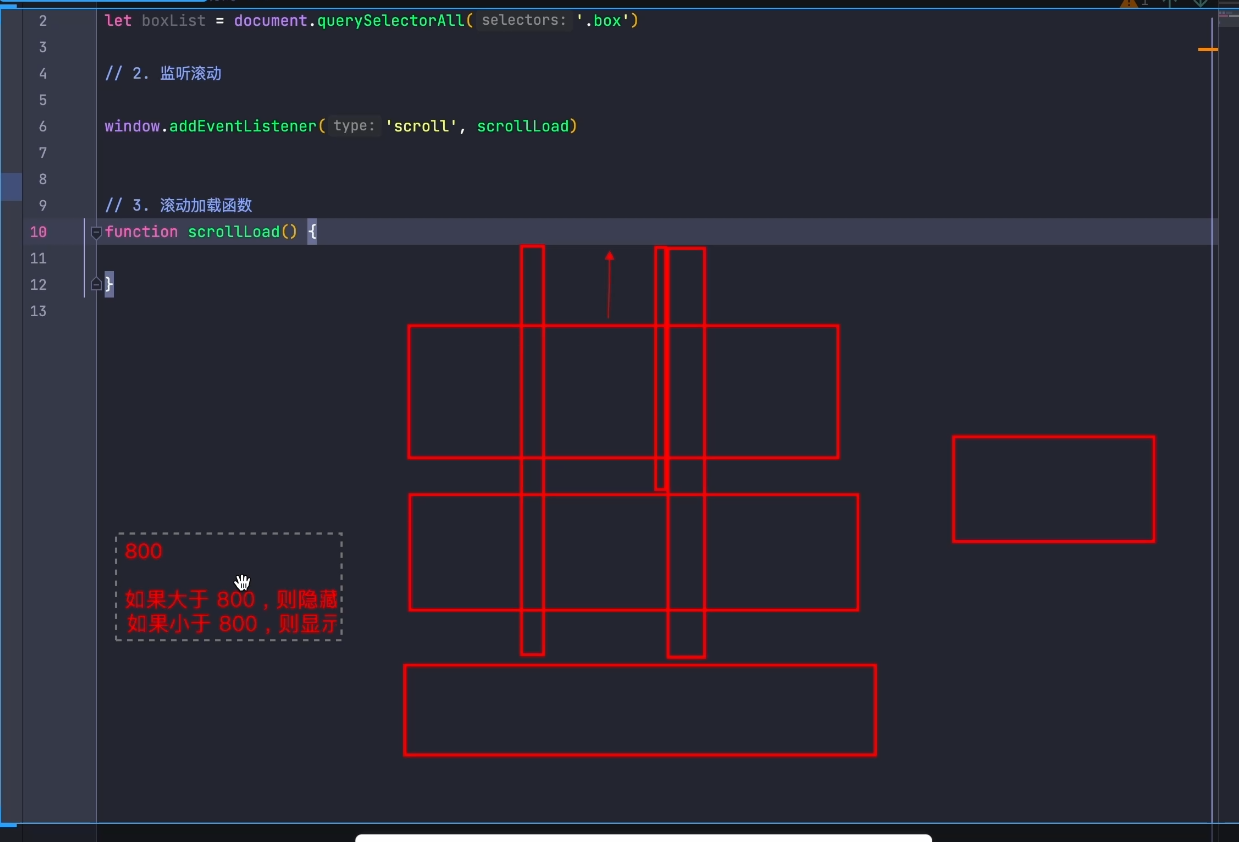 2 let boxList = document.querySelectorAll( selectors: '.box')
3
4 // 2. 监听滚动
5
6 window.addEventListener( type: 'scroll', scrollLoad)
7
8
9 // 3. 滚动加载函数
10 function scrollLoad() {
11
12 }
13
800
如果大于 800，则隐藏
如果小于 800，则显示